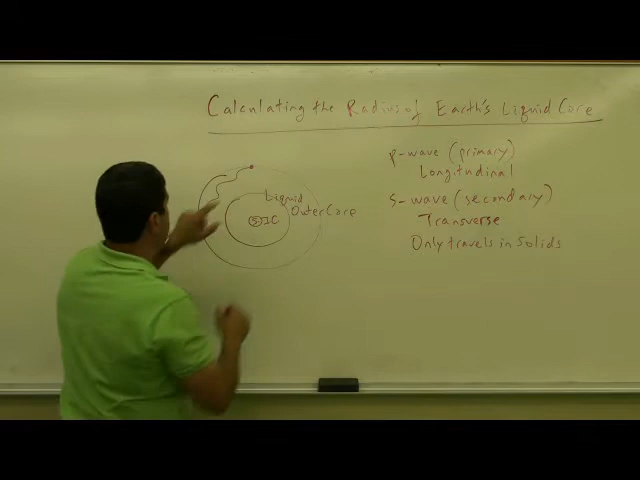 Calculating the Radius of Earth's Liquid Core
P-wave (primary)
Longitudinal
S-wave (secondary)
Transverse
Only travels in Solids
Liquid
Outer Core
(S) IC